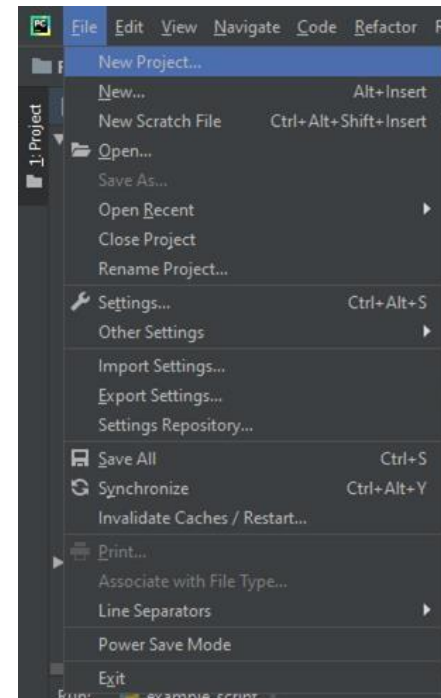 PC File Edit View Navigate Code Refactor
New Project...
New... Alt+Insert
New Scratch File Ctrl+Alt+Shift+Insert
1: Project
Open...
Save As...
Open Recent
Close Project
Rename Project...
Settings... Ctrl+Alt+S
Other Settings
Import Settings...
Export Settings...
Settings Repository...
Save All Ctrl+S
Synchronize Ctrl+Alt+Y
Invalidate Caches / Restart...
Print...
Associate with File Type...
Line Separators
Power Save Mode
Exit
Run: example_script